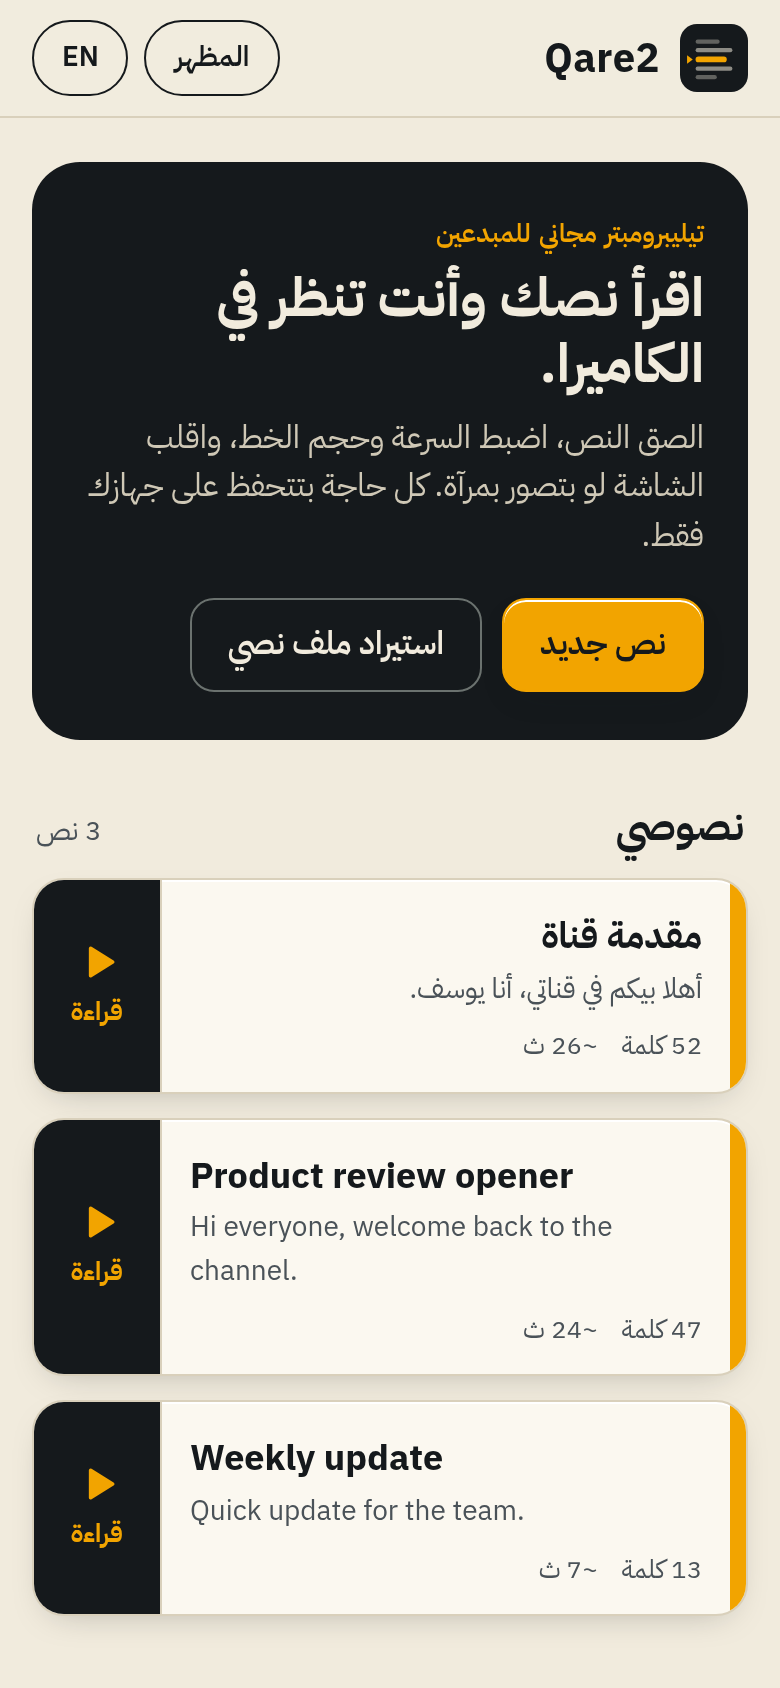 Qare2
المظهر
EN
تيليبرومبتر مجاني للمبدعين
اقرأ نصك وأنت تنظر في
الكاميرا.
الصق النص، اضبط السرعة وحجم الخط، واقلب
الشاشة لو بتصور بمرآة. كل حاجة بتتحفظ على جهازك
فقط.
نص جديد
استيراد ملف نصي
نصوصي
3 نص
مقدمة قناة
أهلا بيكم في قناتي، أنا يوسف.
52 كلمة
~26 ث
قراءة
Product review opener
Hi everyone, welcome back to the
channel.
47 كلمة
~24 ث
قراءة
Weekly update
Quick update for the team.
13 كلمة
~7 ث
قراءة